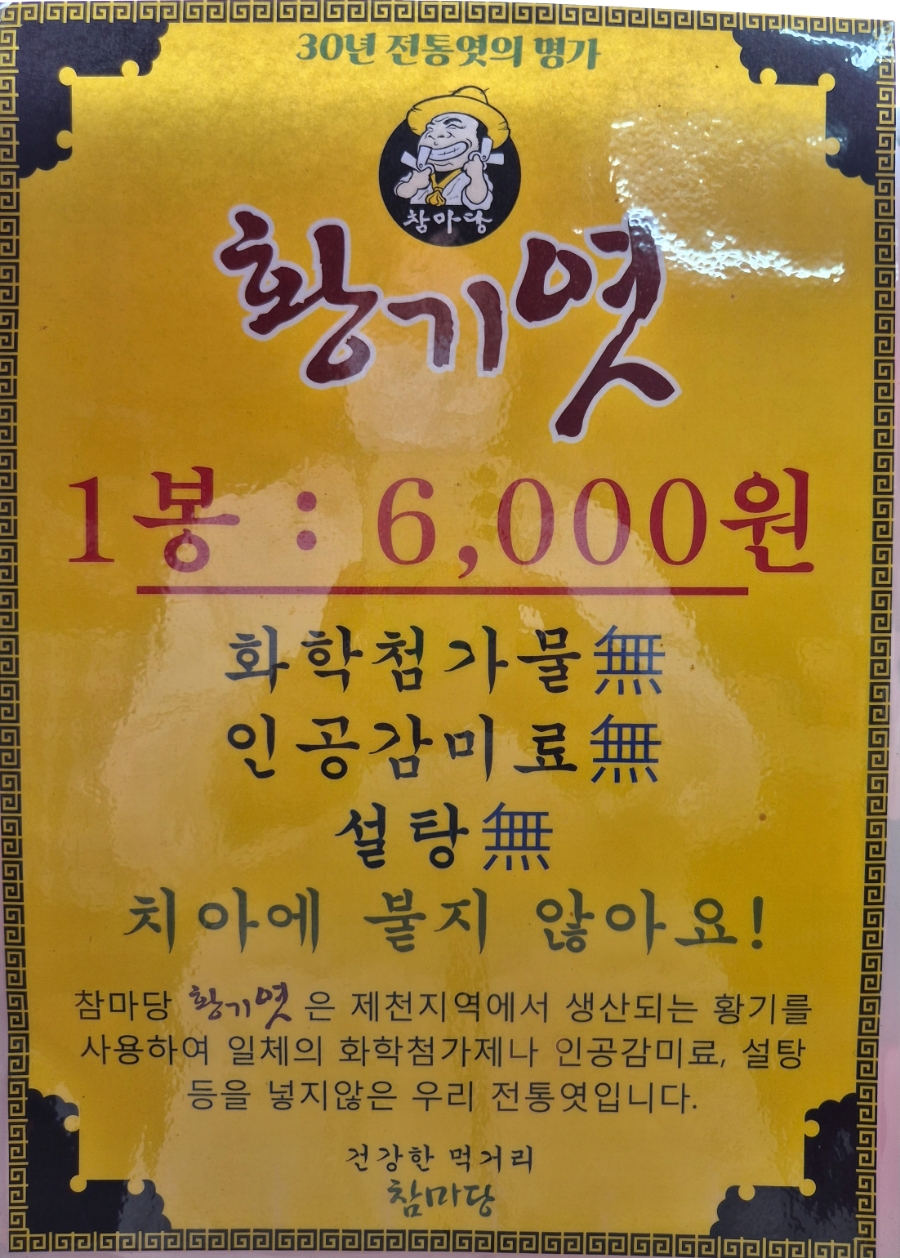 30년 전통엿의 명가
참마당
황기엿
1봉 : 6,000원
화학첨가물無
인공감미료無
설탕無
치아에 붙지 않아요!
참마당 황기엿 은 제천지역에서 생산되는 황기를
사용하여 일체의 화학첨가제나 인공감미료, 설탕
등을 넣지않은 우리 전통엿입니다.
건강한 먹거리
참마당